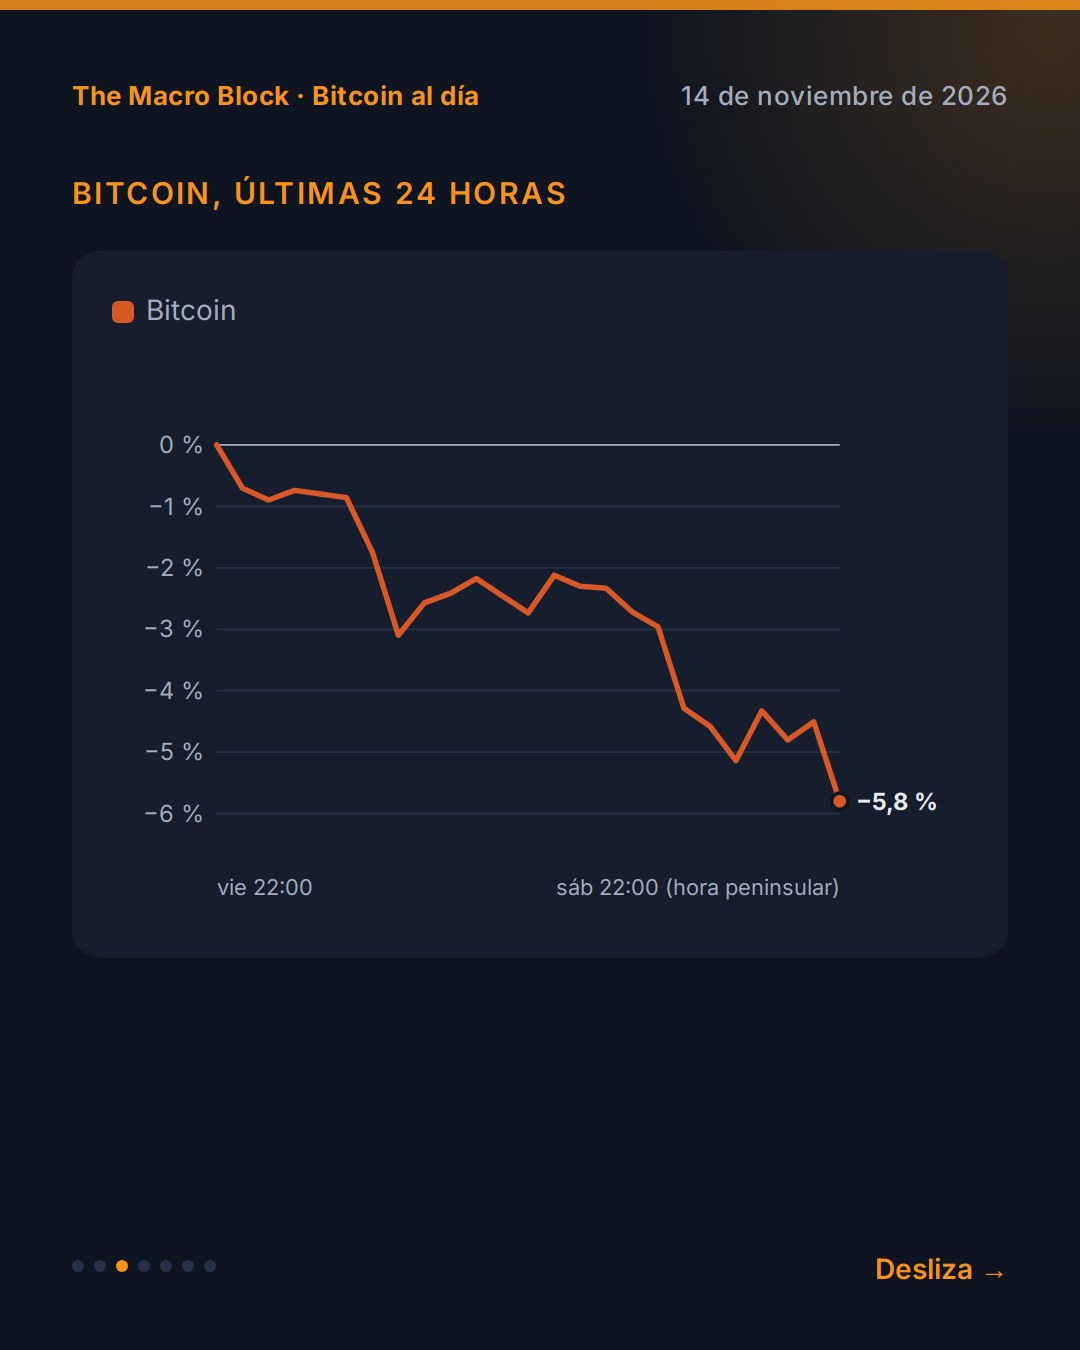 The Macro Block · Bitcoin al día
14 de noviembre de 2026
BITCOIN, ÚLTIMAS 24 HORAS
Bitcoin
0 %
−1 %
−2 %
−3 %
−4 %
−5 %
−6 %
−5,8 %
vie 22:00
sáb 22:00 (hora peninsular)
Desliza →